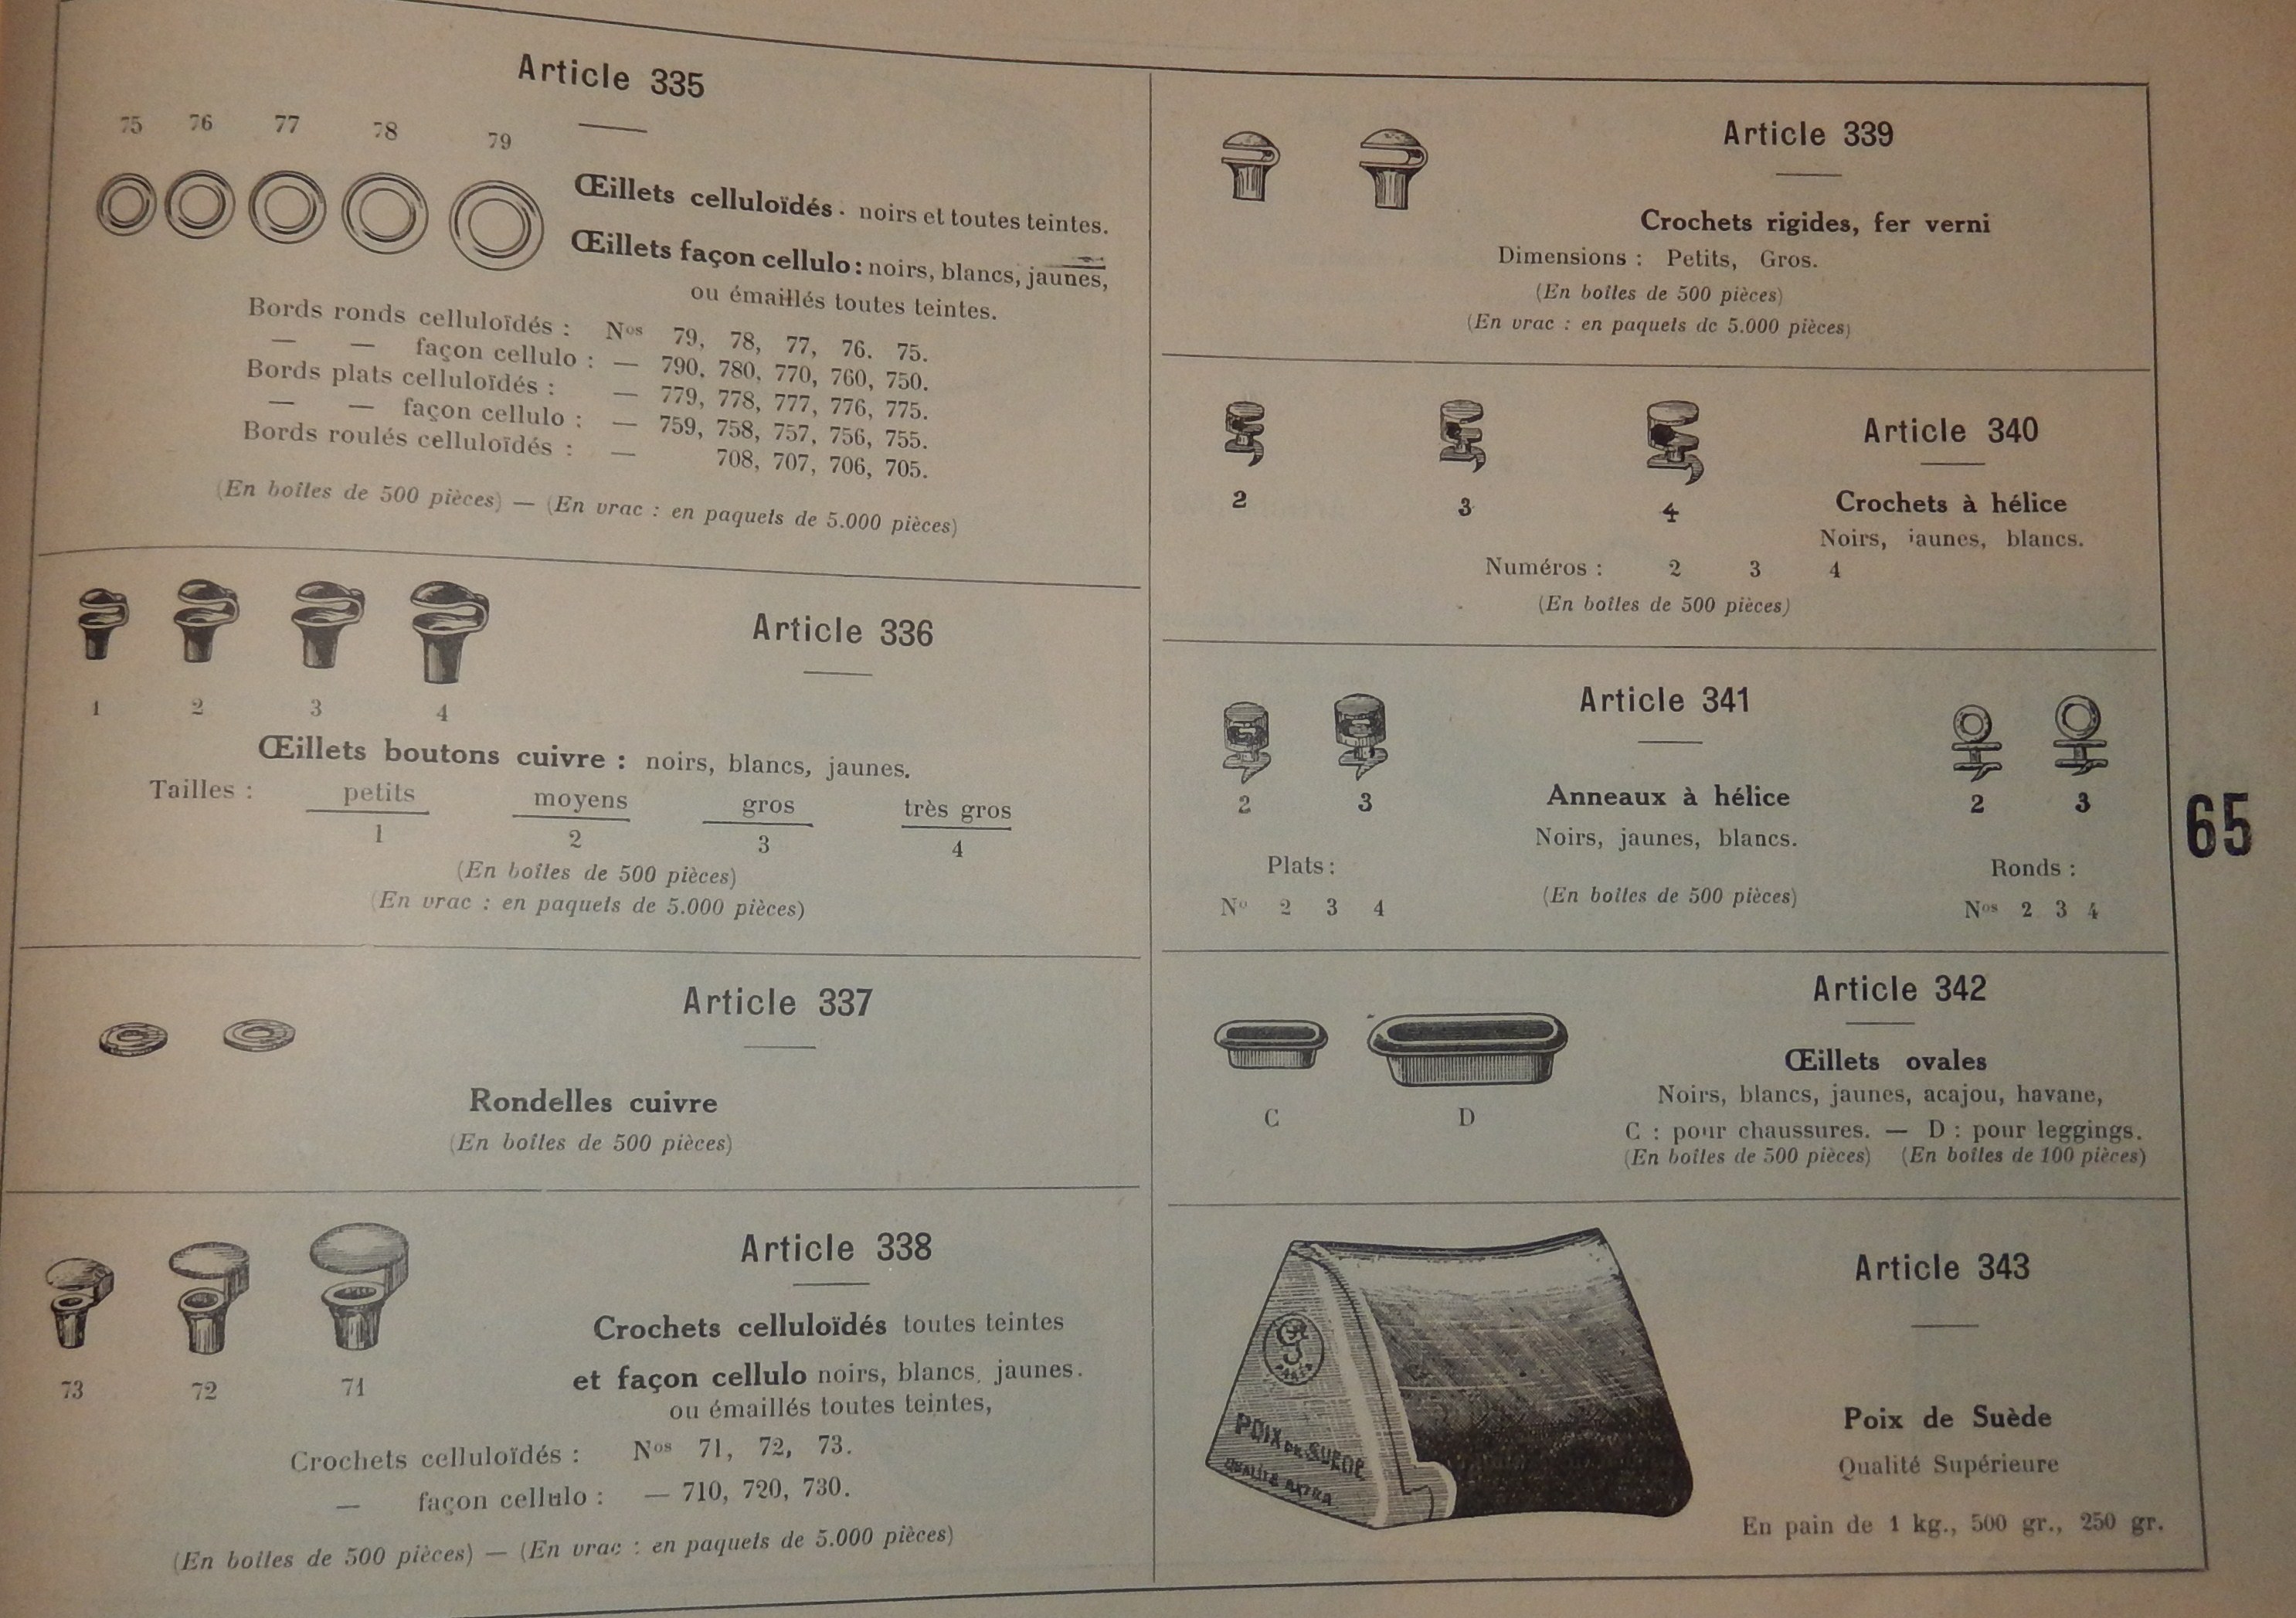 Article 335
75 76 77 78 79
Œillets celluloïdés. noirs et toutes teintes.
Œillets façon cellulo : noirs, blancs, jaunes,
ou émaillés toutes teintes.
Bords ronds celluloïdés : Nos 79, 78, 77, 76. 75.
— — façon cellulo : — 790, 780, 770, 760, 750.
Bords plats celluloïdés : — 779, 778, 777, 776, 775.
— — façon cellulo : — 759, 758, 757, 756, 755.
Bords roulés celluloïdés : — 708, 707, 706, 705.
(En boîtes de 500 pièces) — (En vrac : en paquets de 5.000 pièces)
Article 336
1 2 3 4
Œillets boutons cuivre : noirs, blancs, jaunes.
Tailles : petits moyens gros très gros
1 2 3 4
(En boîtes de 500 pièces)
(En vrac : en paquets de 5.000 pièces)
Article 337
Rondelles cuivre
(En boîtes de 500 pièces)
Article 338
73 72 71
Crochets celluloïdés toutes teintes
et façon cellulo noirs, blancs, jaunes.
ou émaillés toutes teintes,
Crochets celluloïdés : Nos 71, 72, 73.
— façon cellulo : — 710, 720, 730.
(En boîtes de 500 pièces) — (En vrac : en paquets de 5.000 pièces)
Article 339
Crochets rigides, fer verni
Dimensions : Petits, Gros.
(En boîtes de 500 pièces)
(En vrac : en paquets de 5.000 pièces)
Article 340
2 3 4
Crochets à hélice
Noirs, jaunes, blancs.
Numéros : 2 3 4
(En boîtes de 500 pièces)
Article 341
2 3
Anneaux à hélice
2 3
Noirs, jaunes, blancs.
Plats : Ronds :
(En boîtes de 500 pièces)
No 2 3 4 Nos 2 3 4
65
Article 342
C D
Œillets ovales
Noirs, blancs, jaunes, acajou, havane,
C : pour chaussures. — D : pour leggings.
(En boîtes de 500 pièces) (En boîtes de 100 pièces)
Article 343
PARIS
POIX DE SUÈDE
QUALITÉ EXTRA
Poix de Suède
Qualité Supérieure
En pain de 1 kg., 500 gr., 250 gr.